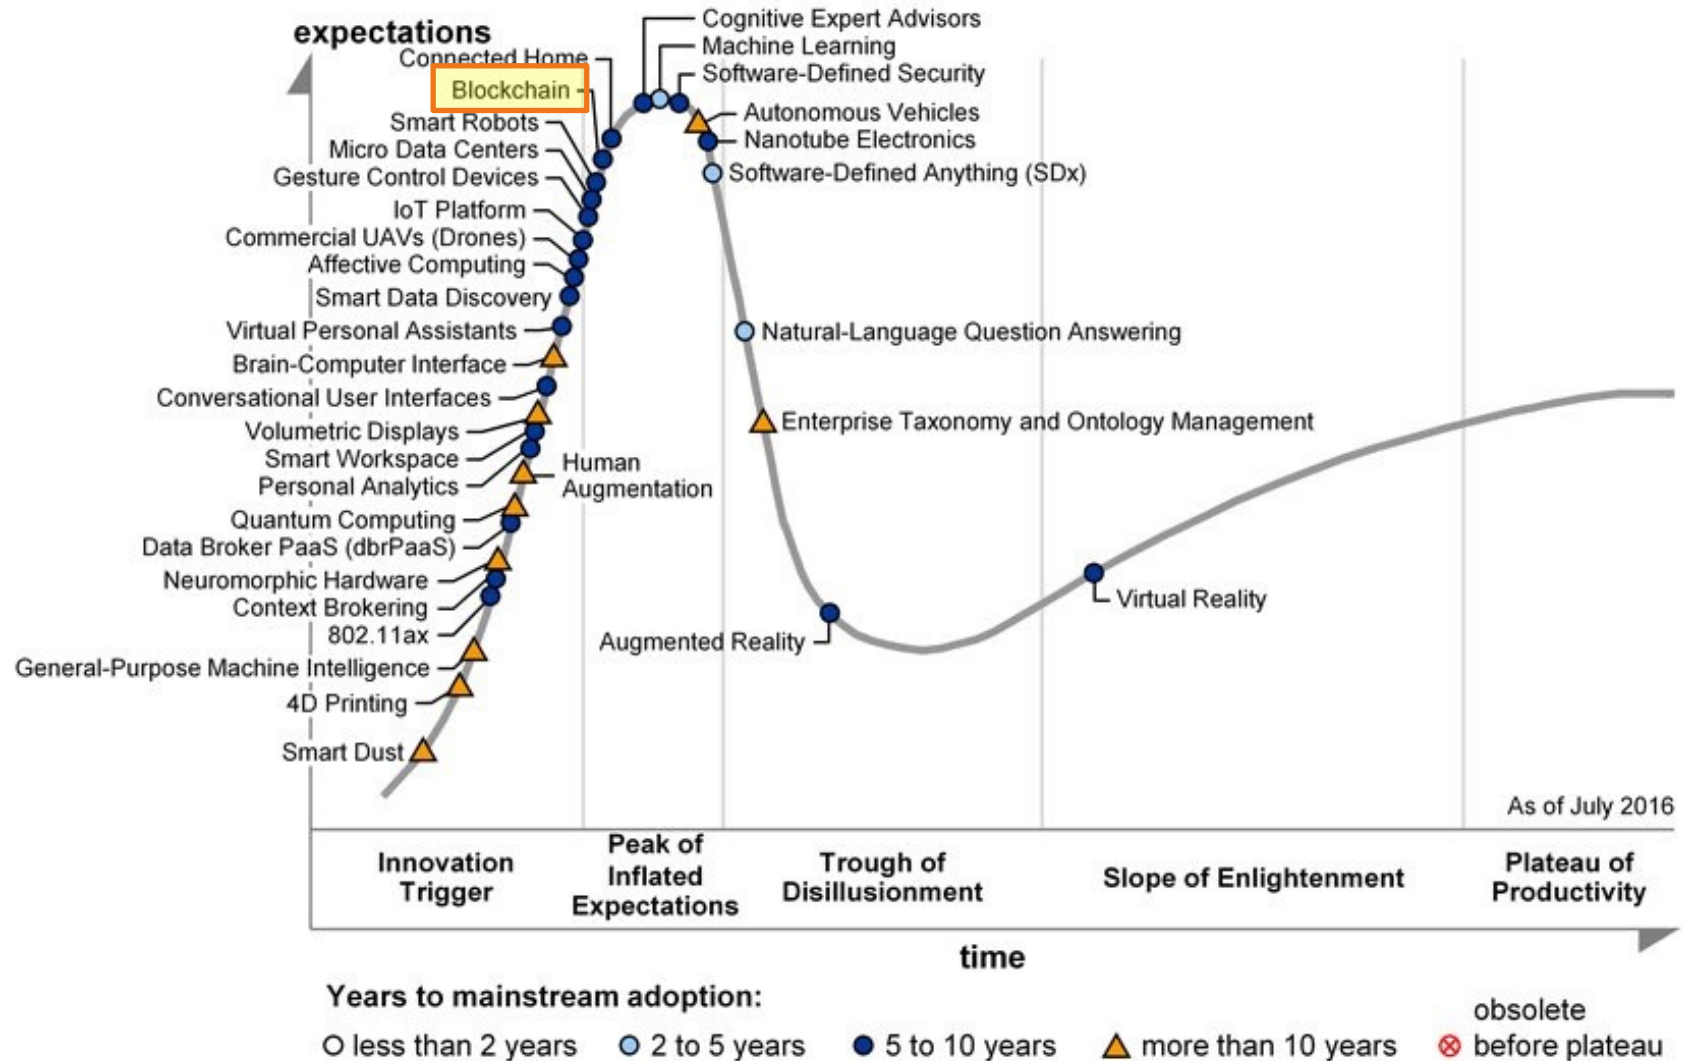 expectations
Connected Home
Blockchain
Smart Robots
Micro Data Centers
Gesture Control Devices
IoT Platform
Commercial UAVs (Drones)
Affective Computing
Smart Data Discovery
Virtual Personal Assistants
Brain-Computer Interface
Conversational User Interfaces
Volumetric Displays
Smart Workspace
Personal Analytics
Quantum Computing
Data Broker PaaS (dbrPaaS)
Neuromorphic Hardware
Context Brokering
802.11ax
General-Purpose Machine Intelligence
4D Printing
Smart Dust
Human
Augmentation
Cognitive Expert Advisors
Machine Learning
Software-Defined Security
Autonomous Vehicles
Nanotube Electronics
Software-Defined Anything (SDx)
Natural-Language Question Answering
Enterprise Taxonomy and Ontology Management
Augmented Reality
Virtual Reality
As of July 2016
Innovation
Trigger
Peak of
Inflated
Expectations
Trough of
Disillusionment
Slope of Enlightenment
Plateau of
Productivity
time
Years to mainstream adoption:
less than 2 years
2 to 5 years
5 to 10 years
more than 10 years
obsolete
before plateau